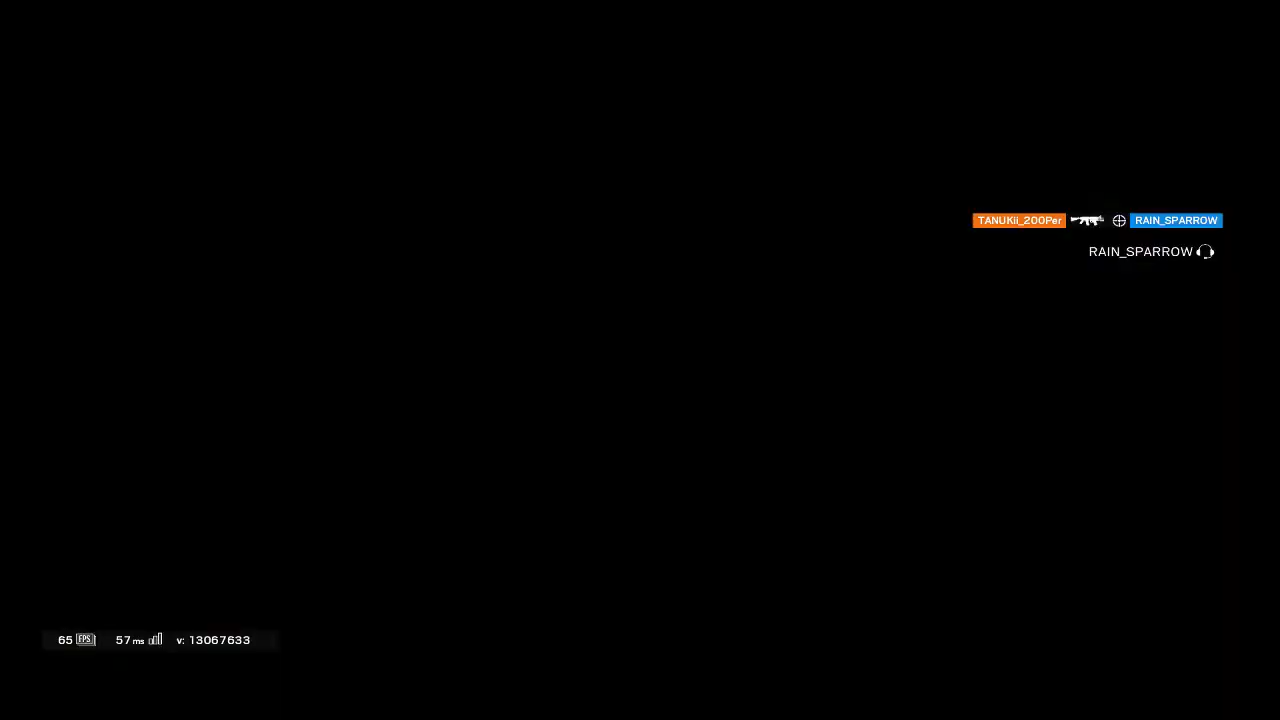 TANUKii_200Per RAIN_SPARROW
RAIN_SPARROW
65 FPS 57 ms v: 13067633